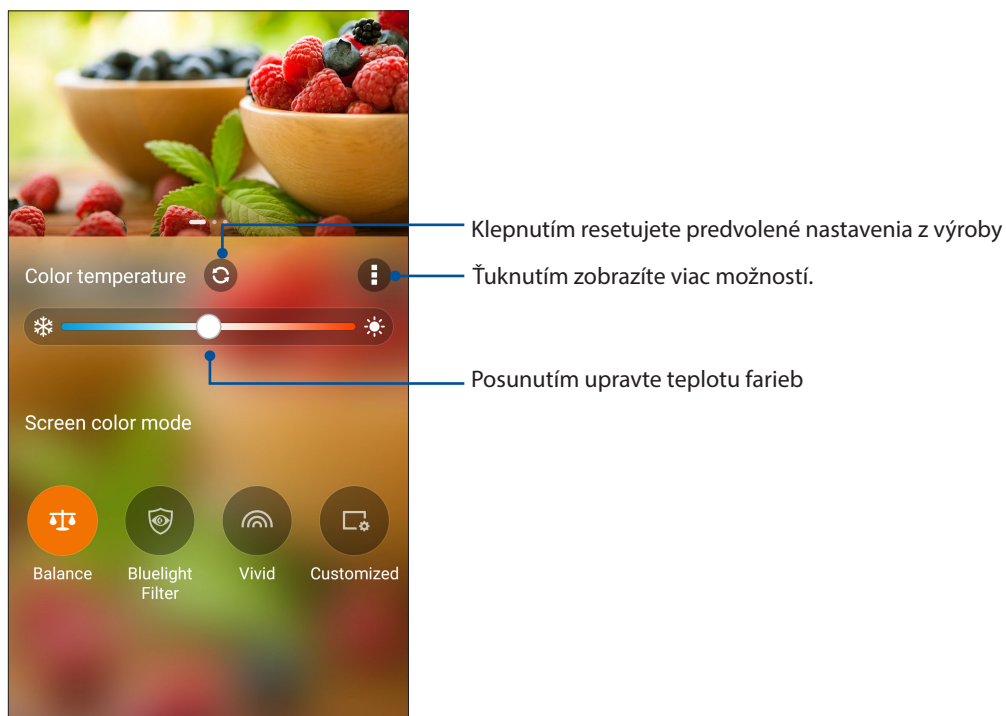 Klepnutím resetujete predvolené nastavenia z výroby
Color temperature
Ťuknutím zobrazíte viac možností.
Posunutím upravte teplotu farieb
Screen color mode
Balance
Bluelight
Filter
Vivid
Customized